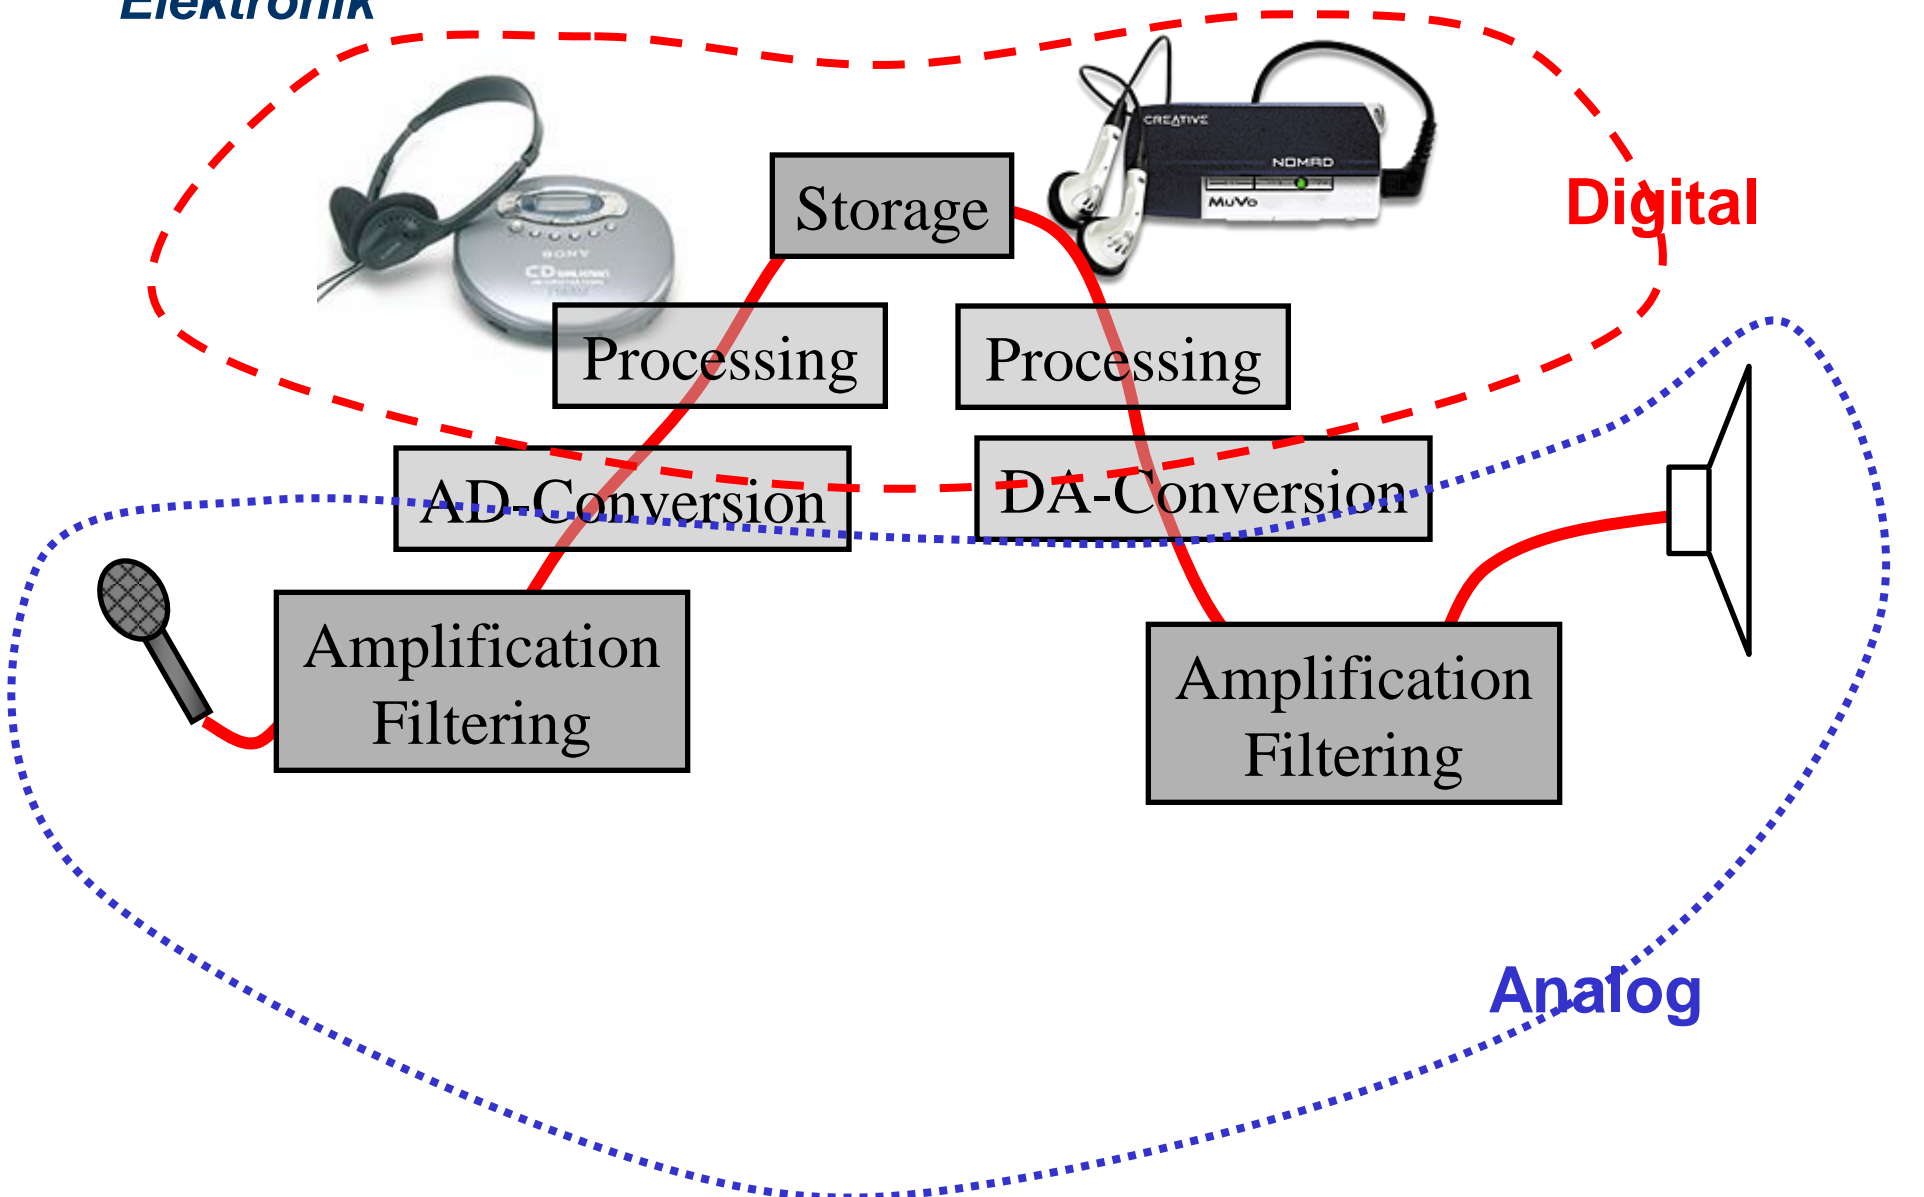 Elektronik
CREATIVE
NOMAD
MuVo
Storage
Digital
SONY
CD WALKMAN
Processing
Processing
AD-Conversion
DA-Conversion
Amplification
Filtering
Amplification
Filtering
Analog